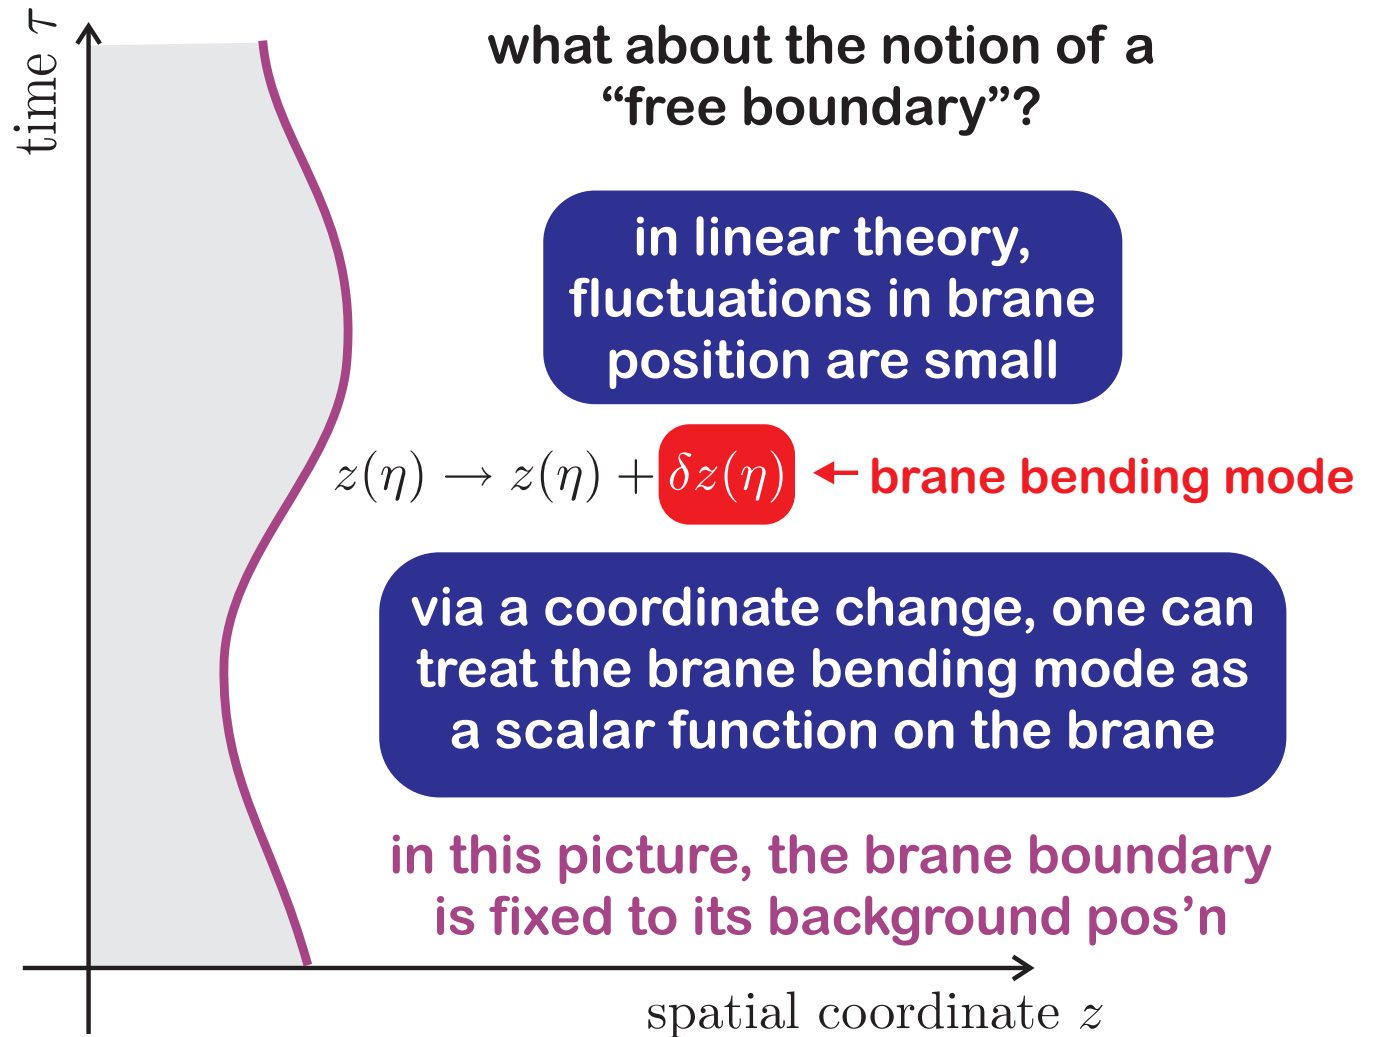 time τ
what about the notion of a
“free boundary”?
in linear theory,
fluctuations in brane
position are small
z(η) → z(η) + δz(η)
brane bending mode
via a coordinate change, one can
treat the brane bending mode as
a scalar function on the brane
in this picture, the brane boundary
is fixed to its background pos’n
spatial coordinate z